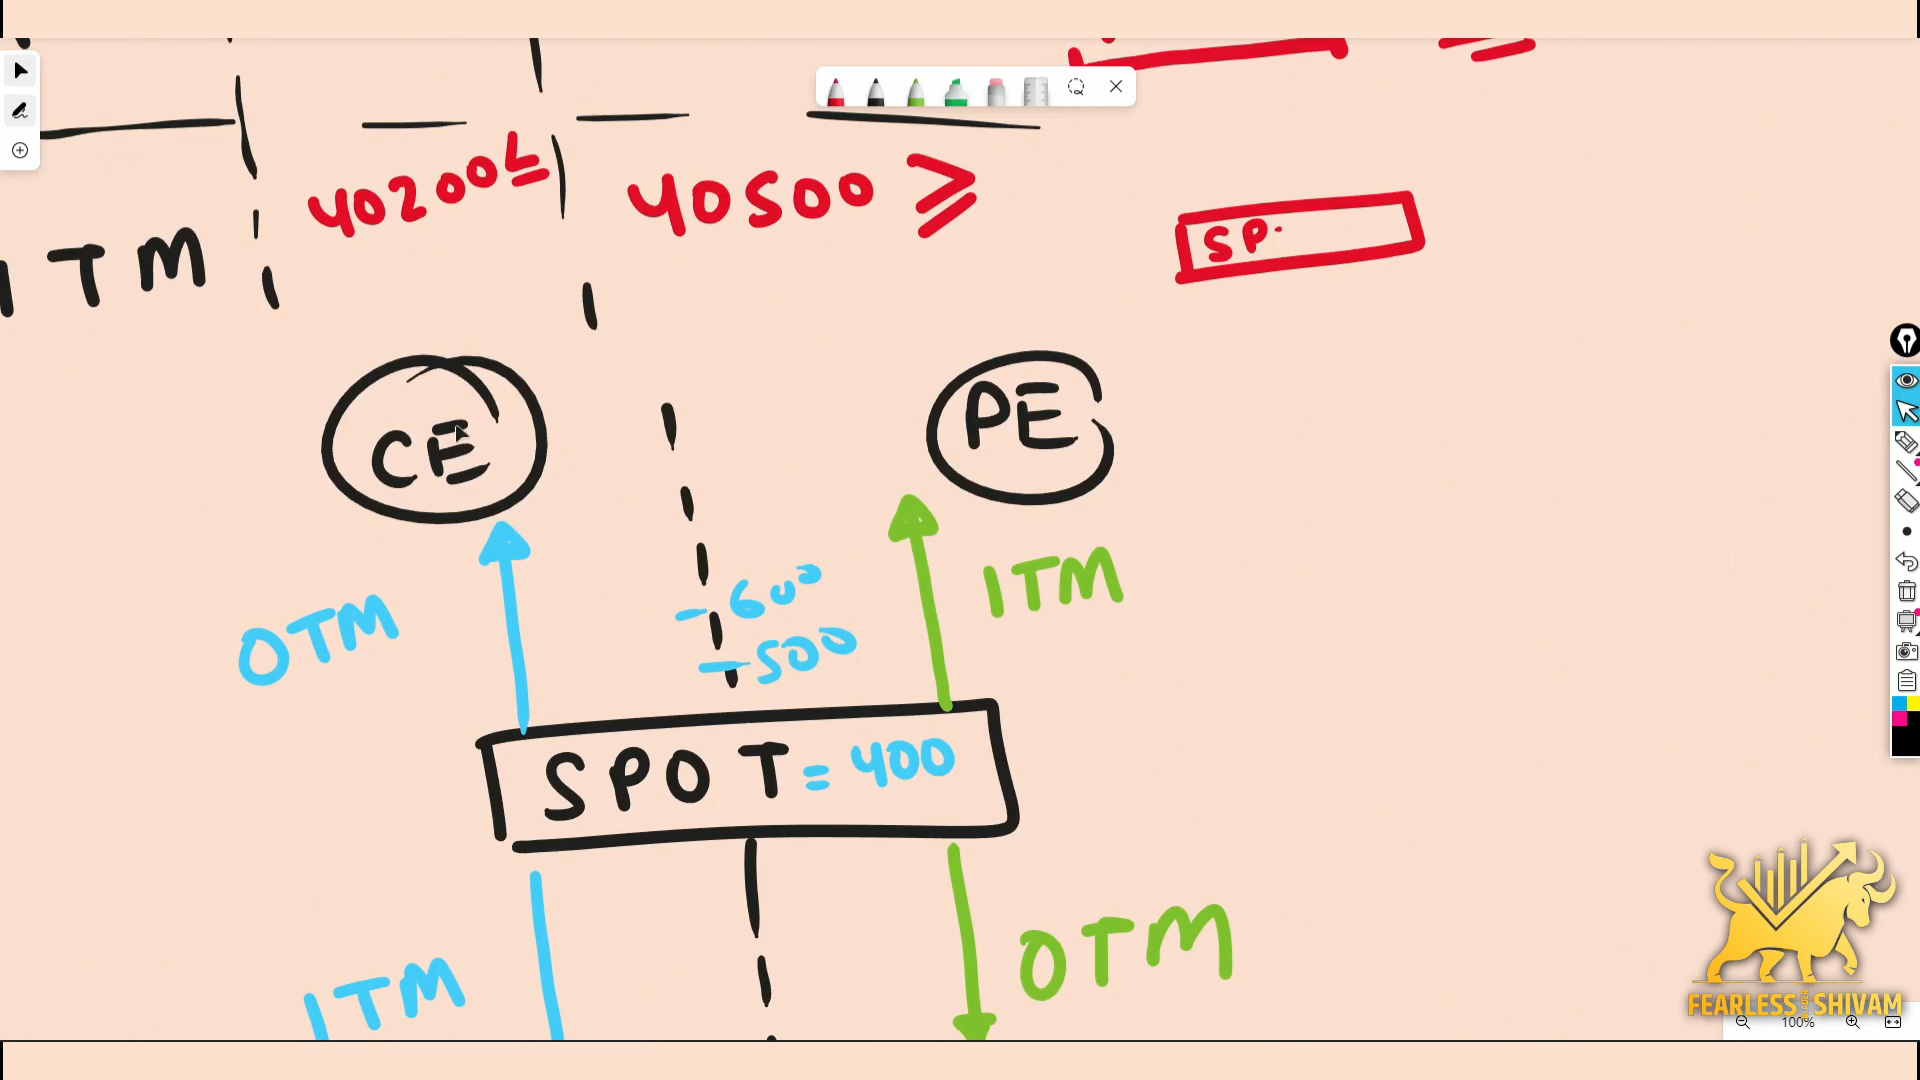 40200≤
40500 ≥
SP.
ITM
CE
PE
OTM
ITM
-600
-500
SPOT = 400
OTM
ITM
FEARLESS SHIVAM
100%